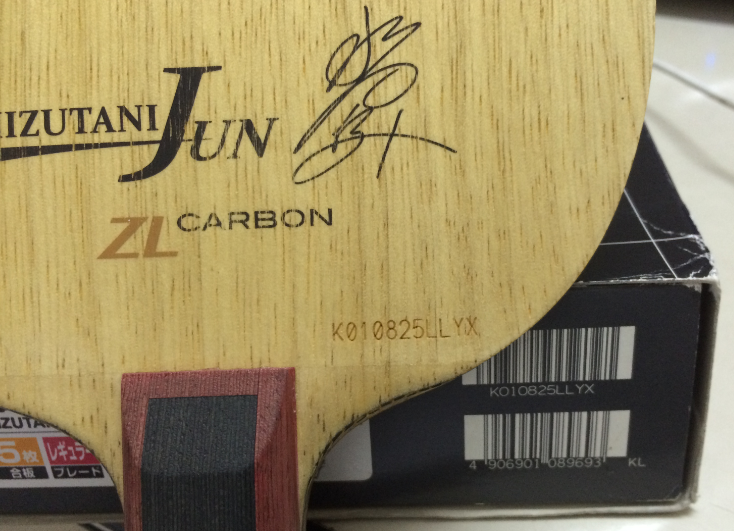 IZUTANI JUN
ZL CARBON
K010825LLYX
K010825LLYX
4 906901 089693 KL
IZUTA
5枚
合板
レギュラー
ブレード